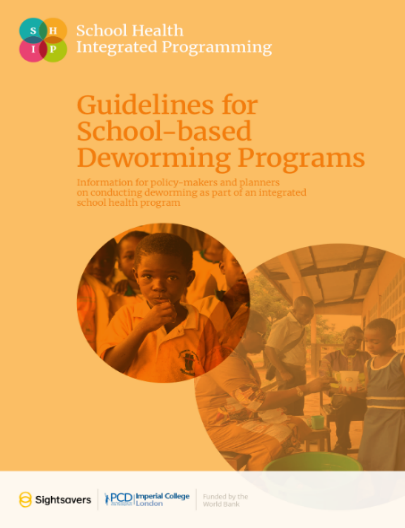 S H
I P
School Health
Integrated Programming
Guidelines for
School-based
Deworming Programs
Information for policy-makers and planners
on conducting deworming as part of an integrated
school health program
Sightsavers
PCD Imperial College
London
Funded by the
World Bank